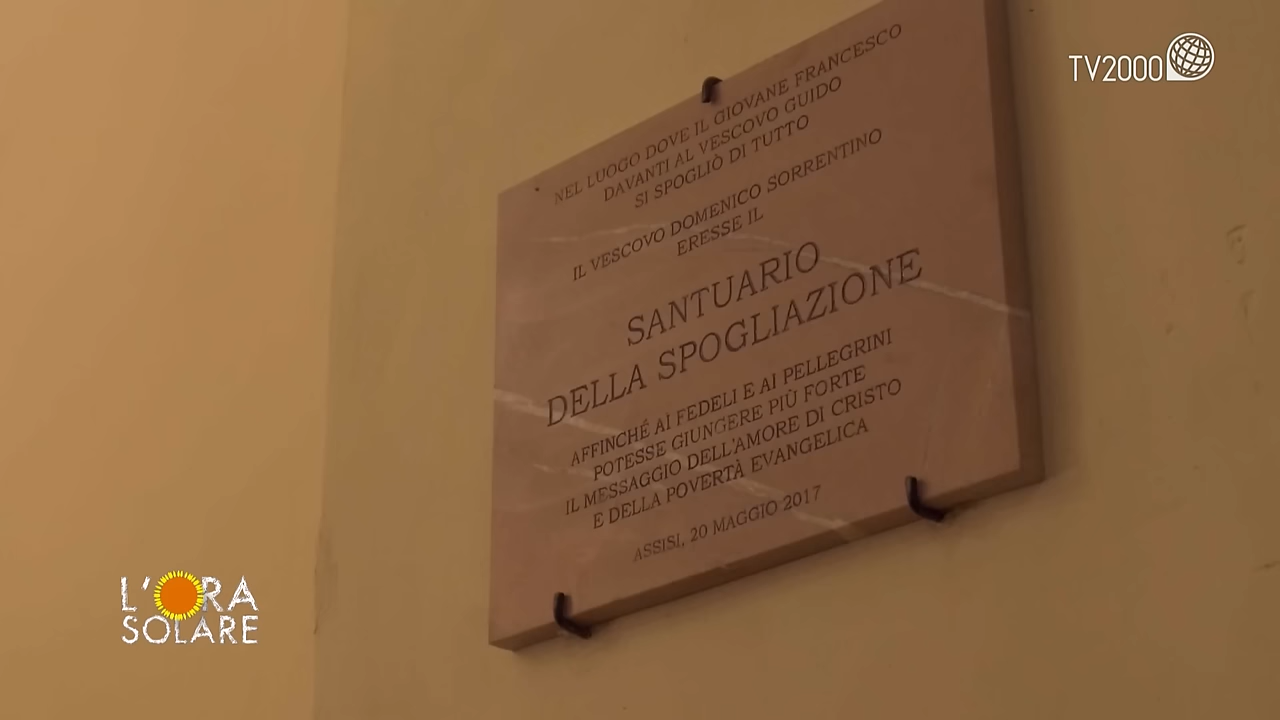 TV2000
NEL LUOGO DOVE IL GIOVANE FRANCESCO
DAVANTI AL VESCOVO GUIDO
SI SPOGLIÒ DI TUTTO
IL VESCOVO DOMENICO SORRENTINO
ERESSE IL
SANTUARIO
DELLA SPOGLIAZIONE
AFFINCHÉ AI FEDELI E AI PELLEGRINI
POTESSE GIUNGERE PIÙ FORTE
IL MESSAGGIO DELL'AMORE DI CRISTO
E DELLA POVERTÀ EVANGELICA
ASSISI, 20 MAGGIO 2017
L'ORA
SOLARE